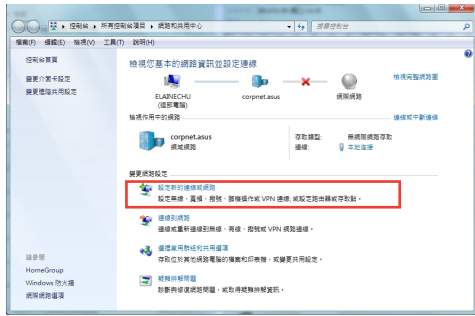 控制台 ▸ 所有控制台項目 ▸ 網路和共用中心
搜尋控制台
檔案(F) 編輯(E) 檢視(V) 工具(T) 說明(H)
控制台首頁
變更介面卡設定
變更進階共用設定
檢視您基本的網路資訊並設定連線
檢視完整網路圖
ELAINECHU
(這部電腦)
corpnet.asus
網際網路
檢視作用中的網路
連線或中斷連線
corpnet.asus
網域網路
存取類型: 無網際網路存取
連線: 本地連接
變更網路設定
設定新的連線或網路
設定無線、寬頻、撥號、隨機操作或 VPN 連線; 或設定路由器或存取點。
連線到網路
連線或重新連線到無線、有線、撥號或 VPN 網路連線。
選擇家用群組和共用選項
存取位於其他網路電腦的檔案和印表機，或變更共用設定。
疑難排解問題
診斷與修復網路問題，或取得疑難排解資訊。
請參閱
HomeGroup
Windows 防火牆
網際網路選項